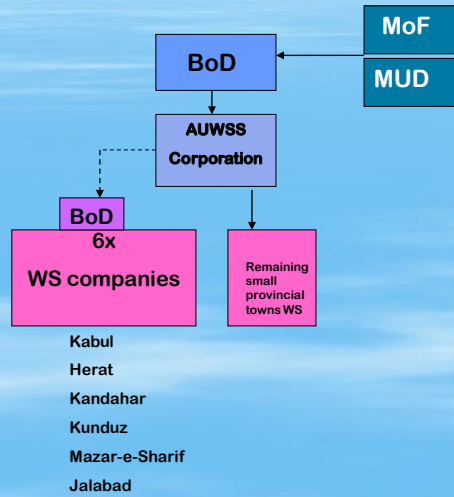 MoF
BoD
MUD
AUWSS
Corporation
BoD
6x
WS companies
Remaining
small
provincial
towns WS
Kabul
Herat
Kandahar
Kunduz
Mazar-e-Sharif
Jalabad